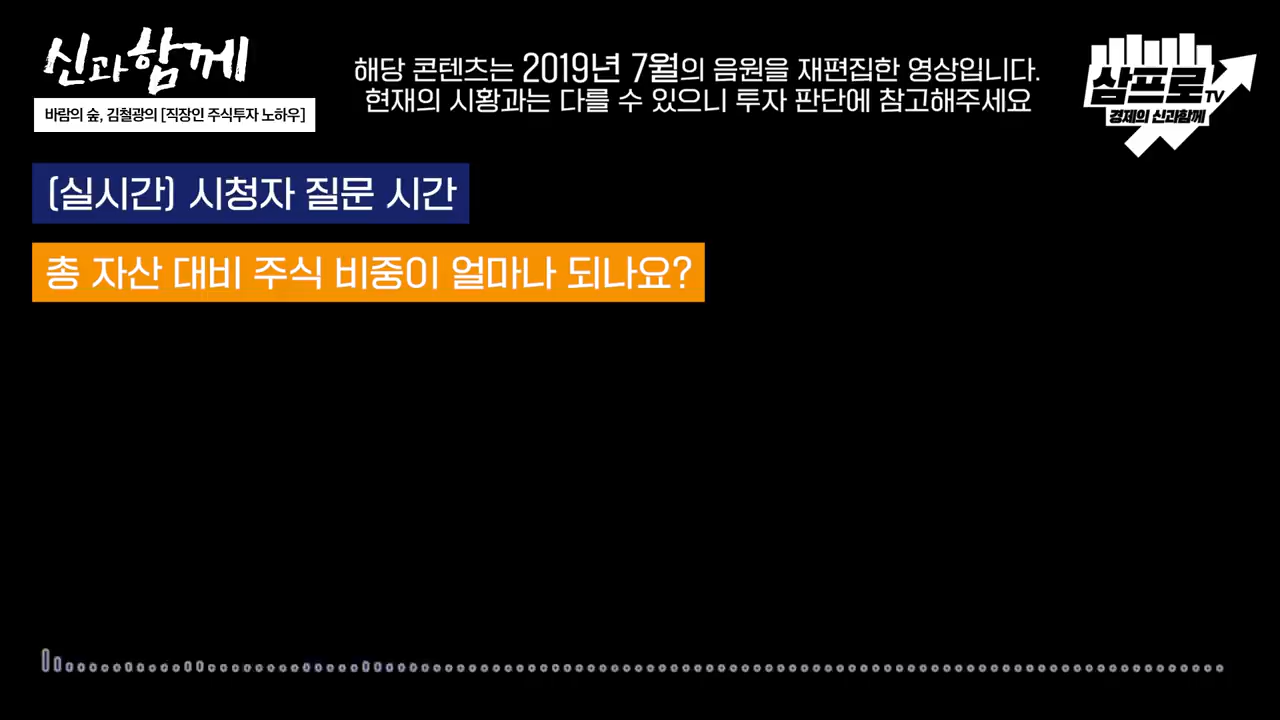 신과함께
바람의 숲, 김철광의 [직장인 주식투자 노하우]
해당 콘텐츠는 2019년 7월의 음원을 재편집한 영상입니다.
현재의 시황과는 다를 수 있으니 투자 판단에 참고해주세요
삼프로TV
경제의 신과함께
(실시간) 시청자 질문 시간
총 자산 대비 주식 비중이 얼마나 되나요?